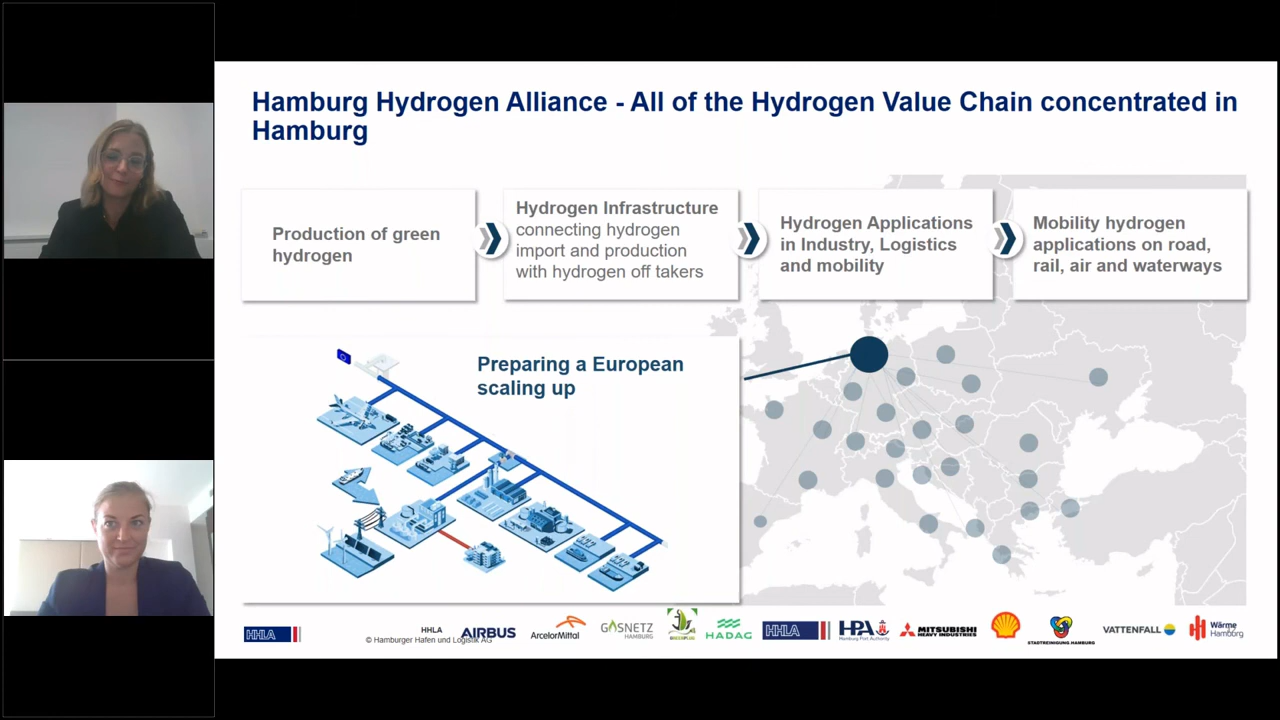 Hamburg Hydrogen Alliance - All of the Hydrogen Value Chain concentrated in
Hamburg
Production of green
hydrogen
Hydrogen Infrastructure
connecting hydrogen
import and production
with hydrogen off takers
Hydrogen Applications
in Industry, Logistics
and mobility
Mobility hydrogen
applications on road,
rail, air and waterways
Preparing a European
scaling up
HHLA
HHLA
© Hamburger Hafen und Logistik AG
AIRBUS
ArcelorMittal
GASNETZ
HAMBURG
GREENPLUG
HADAG
HHLA
HPA
Hamburg Port Authority
MITSUBISHI
HEAVY INDUSTRIES
STADTREINIGUNG.HAMBURG
VATTENFALL
Wärme
Hamburg